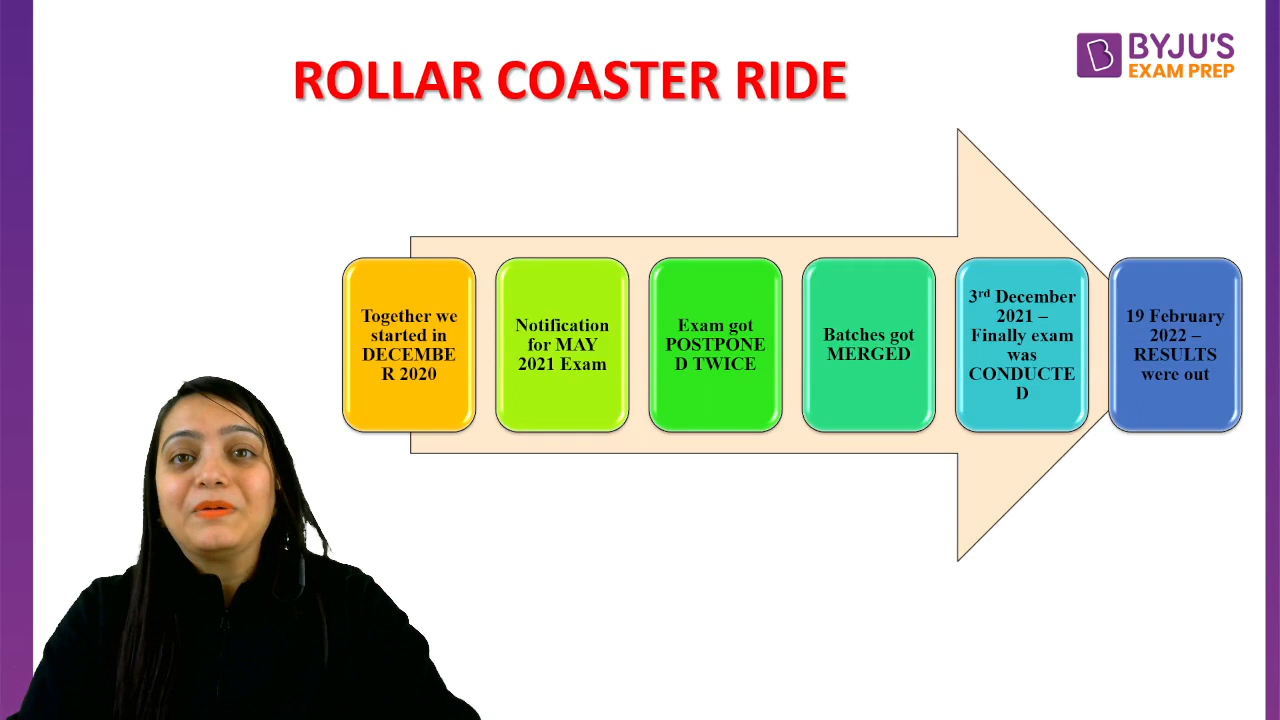 ROLLAR COASTER RIDE
BYJU'S
EXAM PREP
Together we
started in
DECEMBE
R 2020
Notification
for MAY
2021 Exam
Exam got
POSTPONE
D TWICE
Batches got
MERGED
3rd December
2021 –
Finally exam
was
CONDUCTE
D
19 February
2022 –
RESULTS
were out